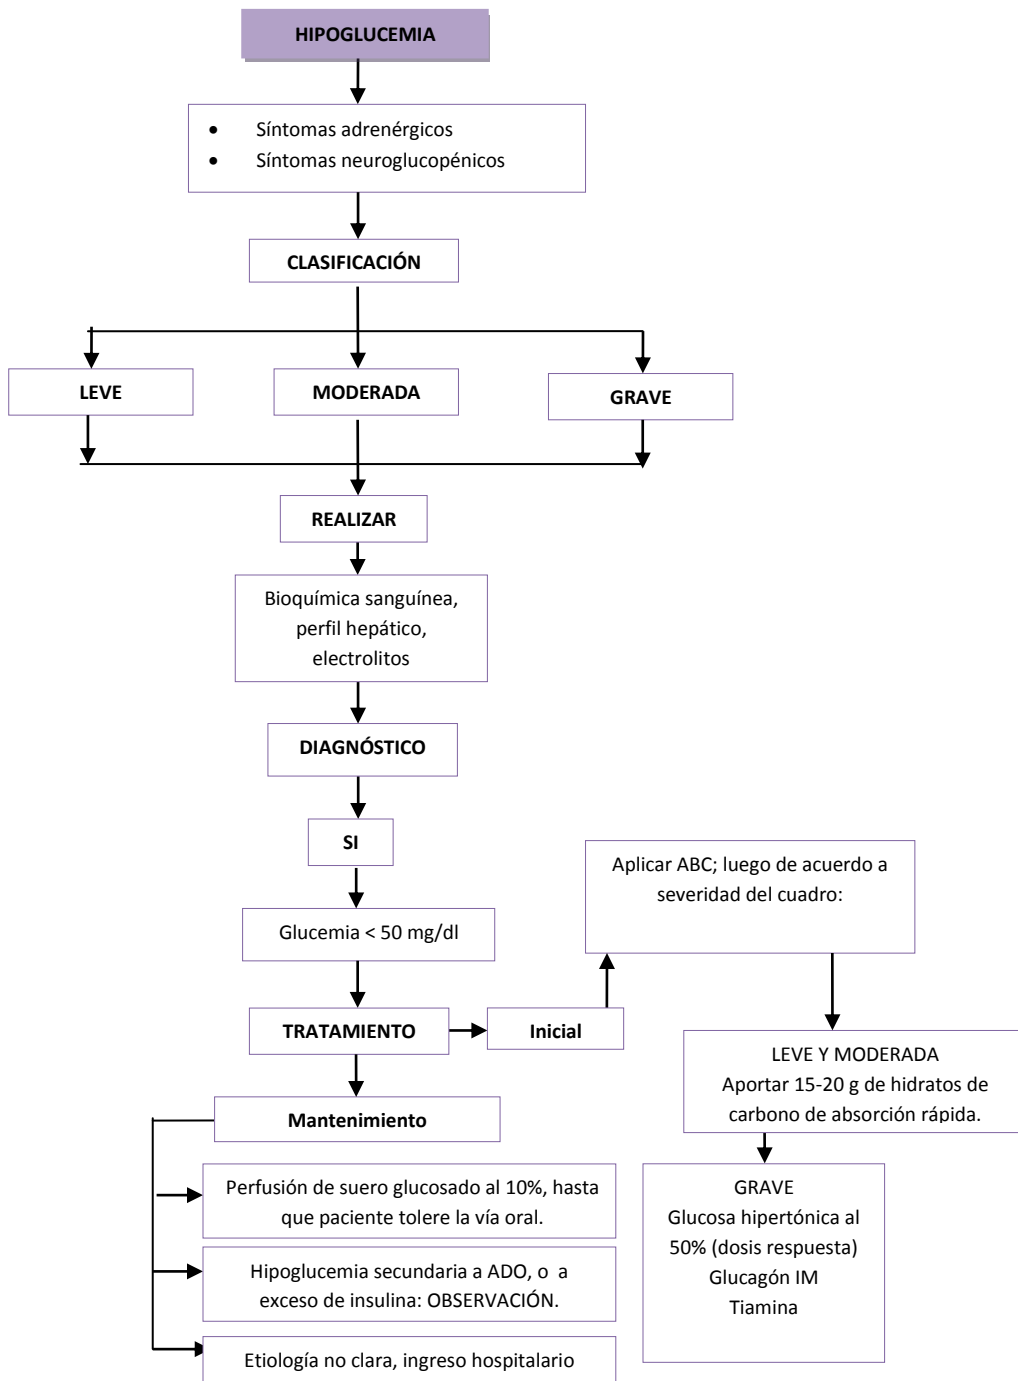 HIPOGLUCEMIA
• Síntomas adrenérgicos
• Síntomas neuroglucopénicos
CLASIFICACIÓN
LEVE
MODERADA
GRAVE
REALIZAR
Bioquímica sanguínea,
perfil hepático,
electrolitos
DIAGNÓSTICO
SI
Glucemia < 50 mg/dl
TRATAMIENTO
Inicial
Aplicar ABC; luego de acuerdo a
severidad del cuadro:
LEVE Y MODERADA
Aportar 15-20 g de hidratos de
carbono de absorción rápida.
GRAVE
Glucosa hipertónica al
50% (dosis respuesta)
Glucagón IM
Tiamina
Mantenimiento
Perfusión de suero glucosado al 10%, hasta
que paciente tolere la vía oral.
Hipoglucemia secundaria a ADO, o a
exceso de insulina: OBSERVACIÓN.
Etiología no clara, ingreso hospitalario